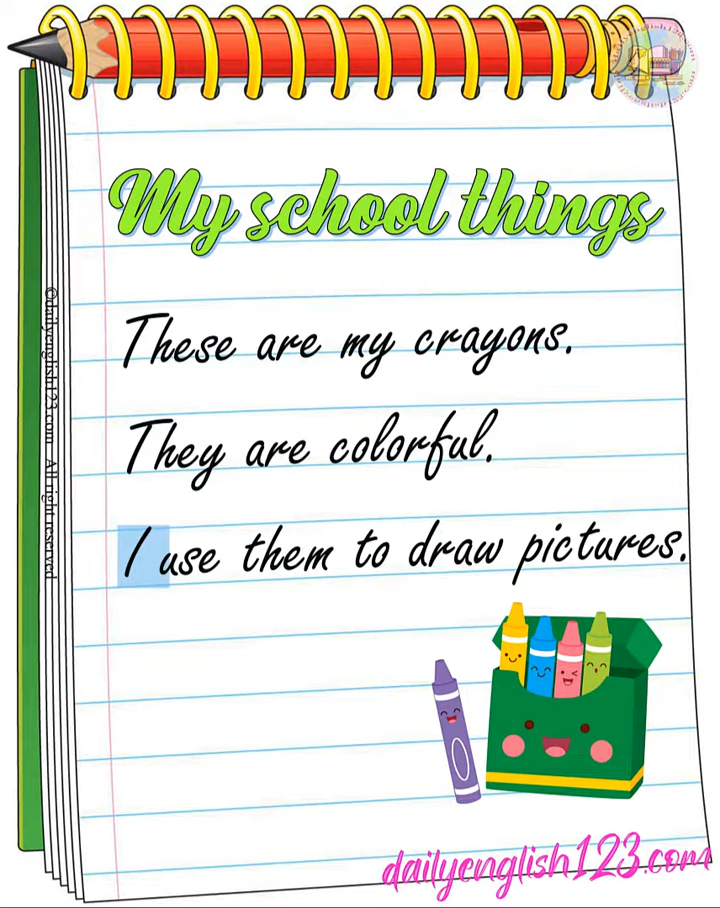 My school things
These are my crayons.
They are colorful.
I use them to draw pictures.
©dailyenglish123.com All right reserved
dailyenglish123.com